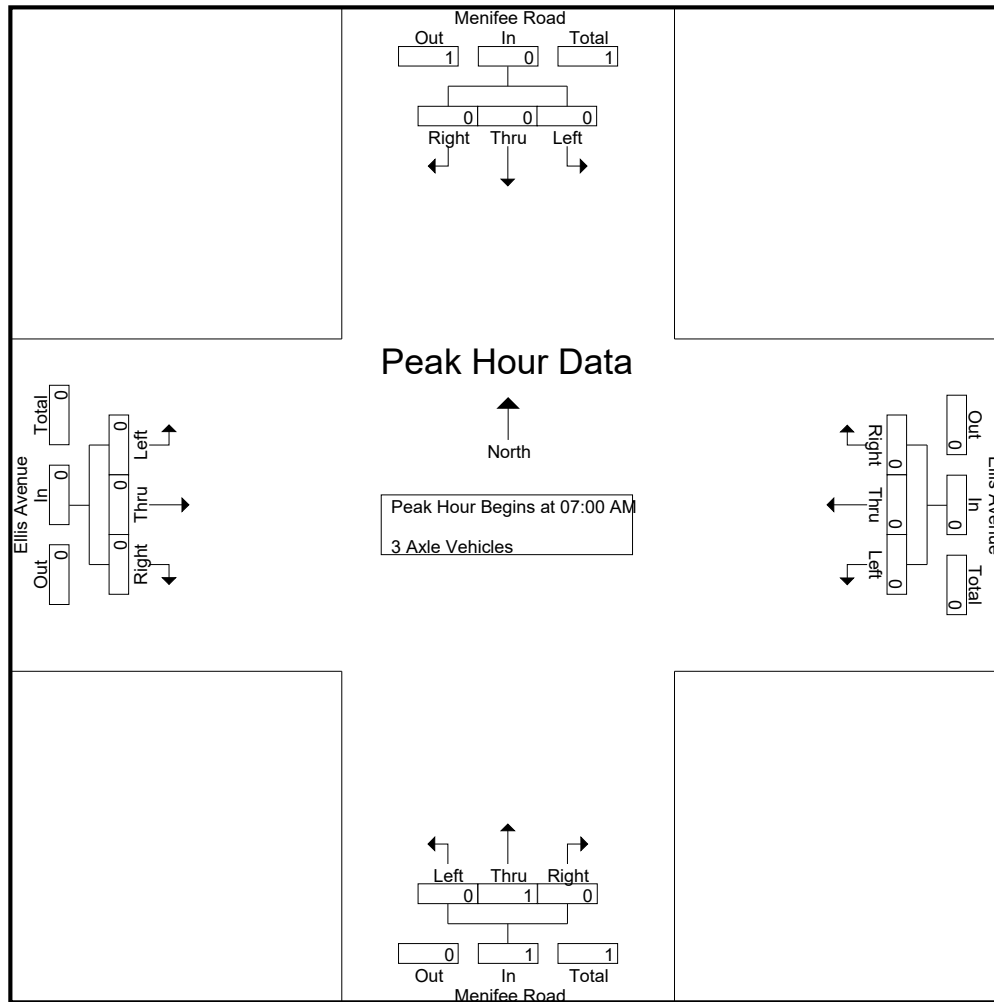 Menifee Road
Out In Total
1 0 1
0 0 0
Right Thru Left
Peak Hour Data
North
Peak Hour Begins at 07:00 AM
3 Axle Vehicles
Ellis Avenue
Out In Total
0 0 0
Right Thru Left
0 0 0
Ellis Avenue
Out In Total
0 0 0
Right Thru Left
0 0 0
Left Thru Right
0 1 0
0 1 1
Out In Total
Menifee Road